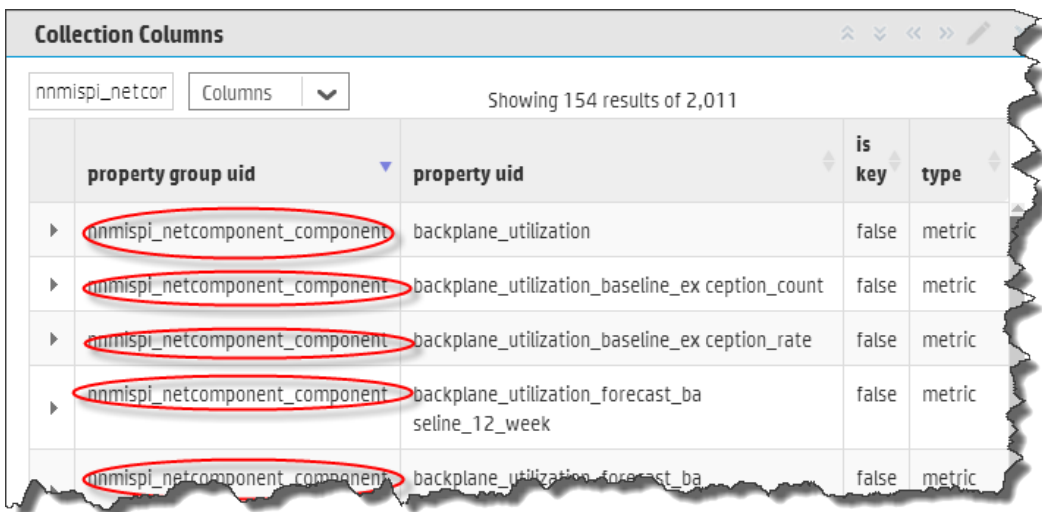 Collection Columns
nnmispi_netcor Columns Showing 154 results of 2,011
property group uid property uid is key type
nnmispi_netcomponent_component backplane_utilization false metric
nnmispi_netcomponent_component backplane_utilization_baseline_ex ception_count false metric
nnmispi_netcomponent_component backplane_utilization_baseline_ex ception_rate false metric
nnmispi_netcomponent_component backplane_utilization_forecast_ba false metric
seline_12_week
nnmispi_netcomponent_component backplane_utilization_forecast_ba false metric